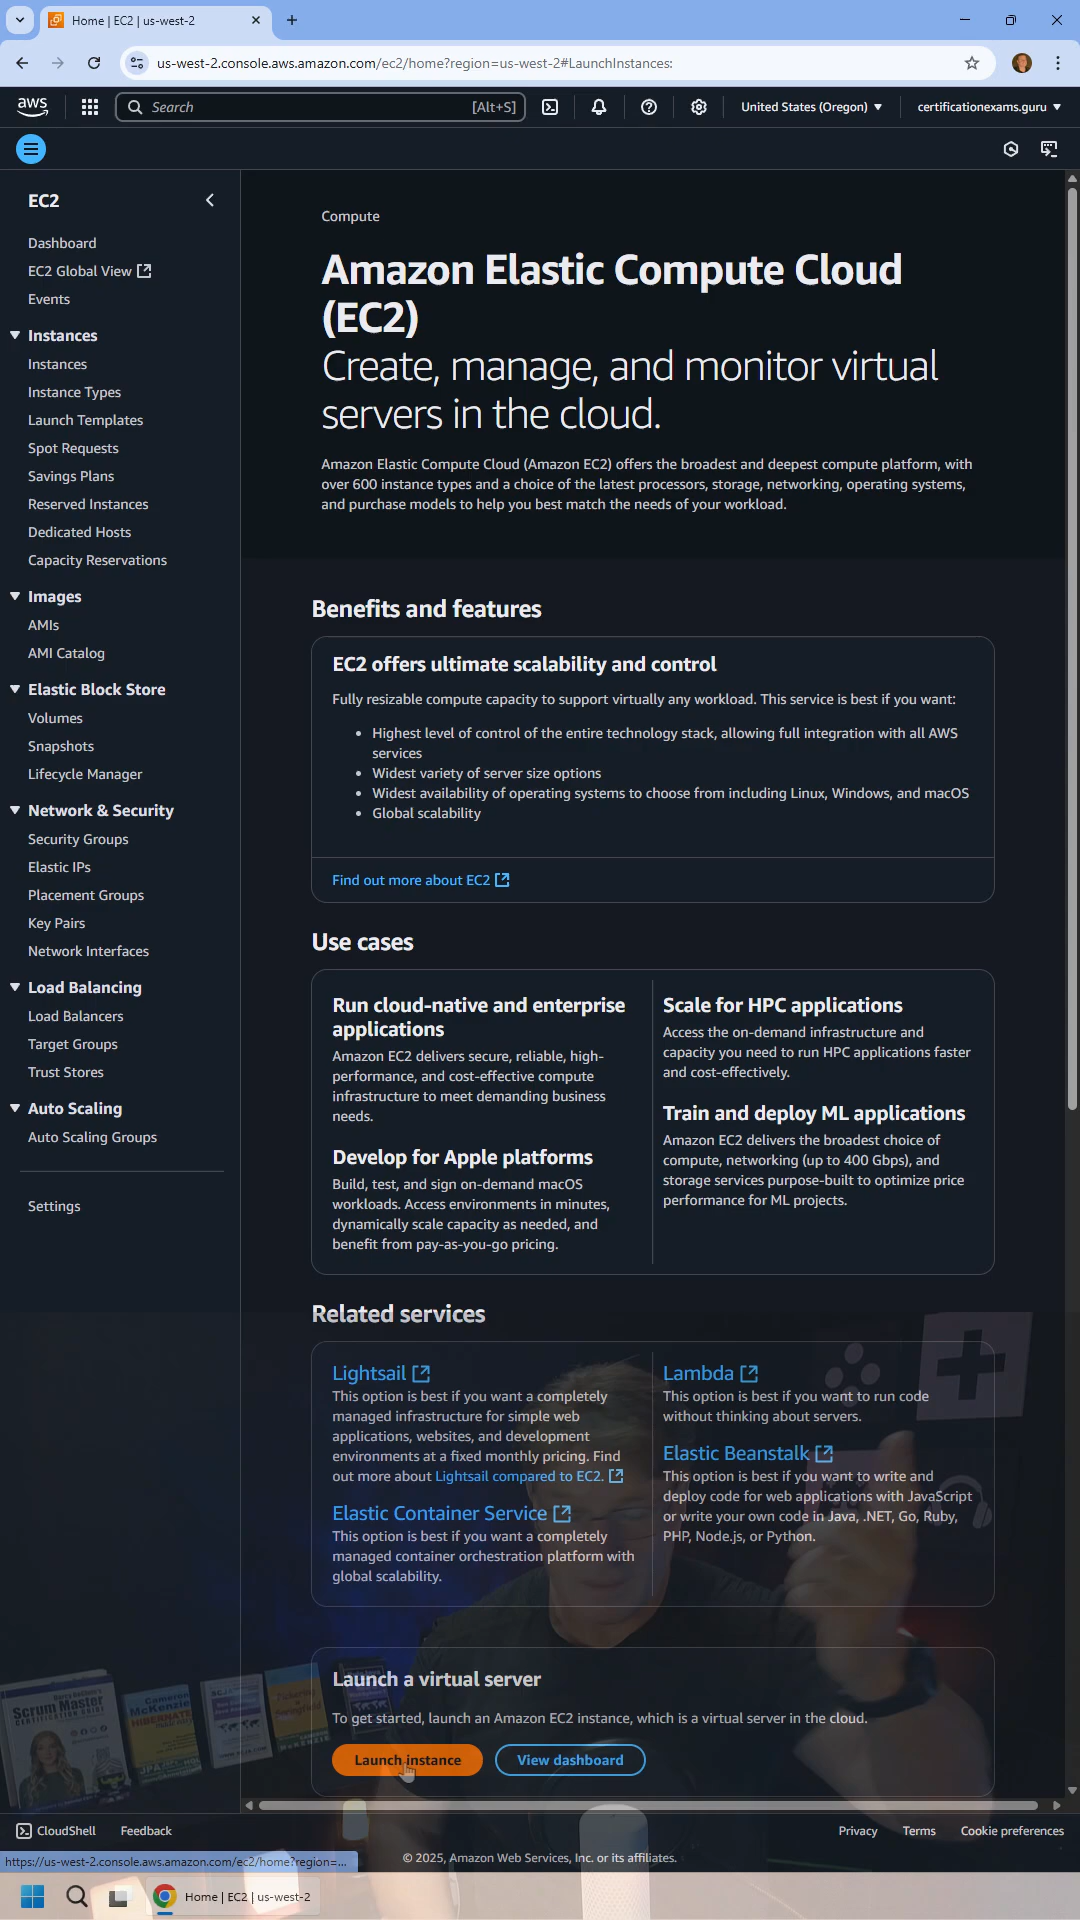 Home | EC2 | us-west-2
us-west-2.console.aws.amazon.com/ec2/home?region=us-west-2#LaunchInstances:
aws
Search
[Alt+S]
United States (Oregon)
certificationexams.guru
EC2
Dashboard
EC2 Global View
Events
Instances
Instances
Instance Types
Launch Templates
Spot Requests
Savings Plans
Reserved Instances
Dedicated Hosts
Capacity Reservations
Images
AMIs
AMI Catalog
Elastic Block Store
Volumes
Snapshots
Lifecycle Manager
Network & Security
Security Groups
Elastic IPs
Placement Groups
Key Pairs
Network Interfaces
Load Balancing
Load Balancers
Target Groups
Trust Stores
Auto Scaling
Auto Scaling Groups
Settings
Compute
Amazon Elastic Compute Cloud
(EC2)
Create, manage, and monitor virtual
servers in the cloud.
Amazon Elastic Compute Cloud (Amazon EC2) offers the broadest and deepest compute platform, with
over 600 instance types and a choice of the latest processors, storage, networking, operating systems,
and purchase models to help you best match the needs of your workload.
Benefits and features
EC2 offers ultimate scalability and control
Fully resizable compute capacity to support virtually any workload. This service is best if you want:
• Highest level of control of the entire technology stack, allowing full integration with all AWS
services
• Widest variety of server size options
• Widest availability of operating systems to choose from including Linux, Windows, and macOS
• Global scalability
Find out more about EC2
Use cases
Run cloud-native and enterprise
applications
Amazon EC2 delivers secure, reliable, high-
performance, and cost-effective compute
infrastructure to meet demanding business
needs.
Develop for Apple platforms
Build, test, and sign on-demand macOS
workloads. Access environments in minutes,
dynamically scale capacity as needed, and
benefit from pay-as-you-go pricing.
Scale for HPC applications
Access the on-demand infrastructure and
capacity you need to run HPC applications faster
and cost-effectively.
Train and deploy ML applications
Amazon EC2 delivers the broadest choice of
compute, networking (up to 400 Gbps), and
storage services purpose-built to optimize price
performance for ML projects.
Related services
Lightsail
This option is best if you want a completely
managed infrastructure for simple web
applications, websites, and development
environments at a fixed monthly pricing. Find
out more about Lightsail compared to EC2.
Elastic Container Service
This option is best if you want a completely
managed container orchestration platform with
global scalability.
Lambda
This option is best if you want to run code
without thinking about servers.
Elastic Beanstalk
This option is best if you want to write and
deploy code for web applications with JavaScript
or write your own code in Java, .NET, Go, Ruby,
PHP, Node.js, or Python.
Launch a virtual server
To get started, launch an Amazon EC2 instance, which is a virtual server in the cloud.
Launch instance
View dashboard
Scrum Master
Cameron
McKenzie
HIBERNATE
CloudShell
Feedback
Privacy
Terms
Cookie preferences
https://us-west-2.console.aws.amazon.com/ec2/home?region=...
© 2025, Amazon Web Services, Inc. or its affiliates.
Home | EC2 | us-west-2